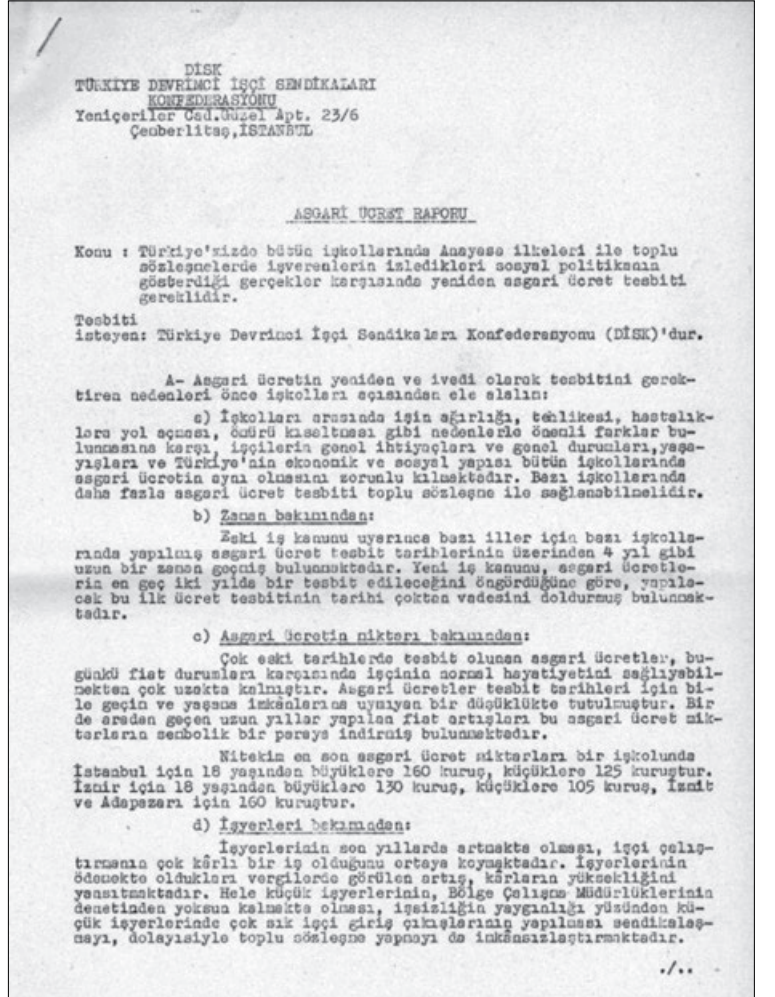 DİSK
TÜRKİYE DEVRİMCİ İŞÇİ SENDİKALARI
KONFEDERASYONU
Yeniçeriler Cad.Güzel Apt. 23/6
Çemberlitaş,İSTANBUL
ASGARİ ÜCRET RAPORU
Konu : Türkiye'mizde bütün işkollarında Anayasa ilkeleri ile toplu
sözleşmelerde işverenlerin izledikleri sosyal politikanın
gösterdiği gerçekler karşısında yeniden asgari ücret tesbiti
gereklidir.
Tesbiti
isteyen: Türkiye Devrimci İşçi Sendikaları Konfederasyonu (DİSK)'dur.
A- Asgari ücretin yeniden ve ivedi olarak tesbitini gerek-
tiren nedenleri önce işkolları açısından ele alalım:
a) İşkolları arasında işin ağırlığı, tehlikesi, hastalık-
lara yol açması, ömürü kısaltması gibi nedenlerle önemli farklar bu-
lunmasına karşı, işçilerin genel ihtiyaçları ve genel durumları,yaşa-
yışları ve Türkiye'nin ekonomik ve sosyal yapısı bütün işkollarında
asgari ücretin aynı olmasını zorunlu kılmaktadır. Bazı işkollarında
daha fazla asgari ücret tesbiti toplu sözleşme ile sağlanabilmelidir.
b) Zaman bakımından:
Eski iş kanunu uyarınca bazı iller için bazı işkolla-
rında yapılmış asgari ücret tesbit tarihlerinin üzerinden 4 yıl gibi
uzun bir zaman geçmiş bulunmaktadır. Yeni iş kanunu, asgari ücretle-
rin en geç iki yılda bir tesbit edileceğini öngördüğüne göre, yapıla-
cak bu ilk ücret tesbitinin tarihi çoktan vadesini doldurmuş bulunmak-
tadır.
c) Asgari ücretin miktarı bakımından:
Çok eski tarihlerde tesbit olunan asgari ücretler, bu-
günkü fiat durumları karşısında işçinin normal hayatiyetini sağlıyabil-
mekten çok uzakta kalmıştır. Asgari ücretler tesbit tarihleri için bi-
le geçin ve yaşama imkânlarına uymıyan bir düşüklükte tutulmuştur. Bir
de aradan geçen uzun yıllar yapılan fiat artışları bu asgari ücret mik-
tarların sembolik bir paraya indirmiş bulunmaktadır.
Nitekim en son asgari ücret miktarları bir işkolunda
İstanbul için 18 yaşından büyüklere 160 kuruş, küçüklere 125 kuruştur.
İzmir için 18 yaşından büyüklere 130 kuruş, küçüklere 105 kuruş, İzmit
ve Adapazarı için 160 kuruştur.
d) İşyerleri bakımından:
İşyerlerinin son yıllarda artmakta olması, işçi çalış-
tırmanın çok kârlı bir iş olduğunu ortaya koymaktadır. İşyerlerinin
ödemekte oldukları vergilerde görülen artış, kârların yüksekliğini
yansıtmaktadır. Hele küçük işyerlerinin, Bölge Çalışma Müdürlüklerinin
denetinden yoksun kalmakta olması, işsizliğin yaygınlığı yüzünden kü-
çük işyerlerinde çok sık işçi giriş çıkışlarının yapılması sendikalaş-
mayı, dolayısiyle toplu sözleşme yapmayı da imkânsızlaştırmaktadır.
./..